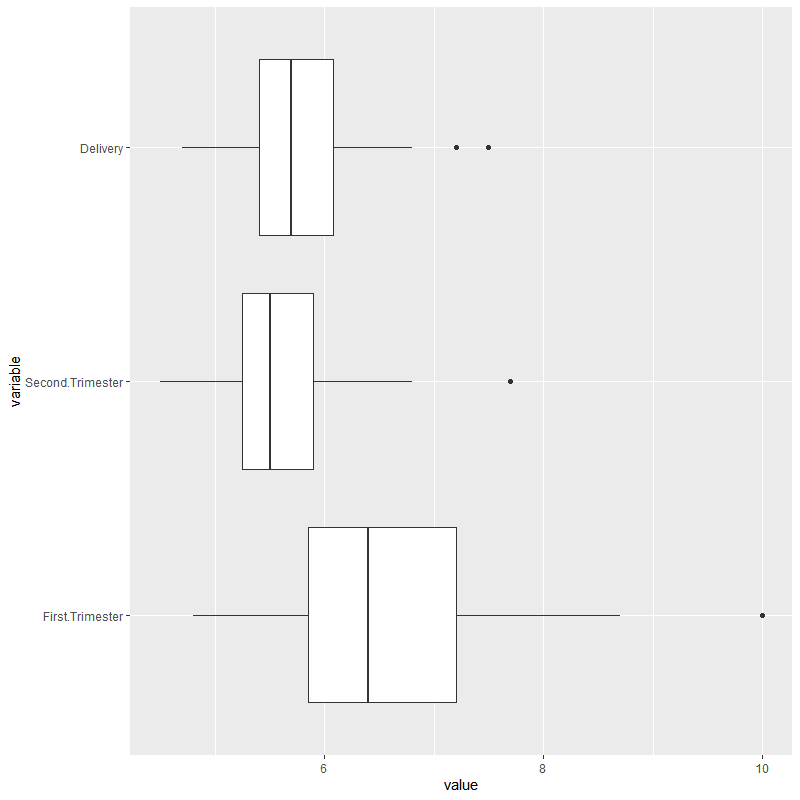 Delivery
Second.Trimester
First.Trimester
variable
6 8 10
value